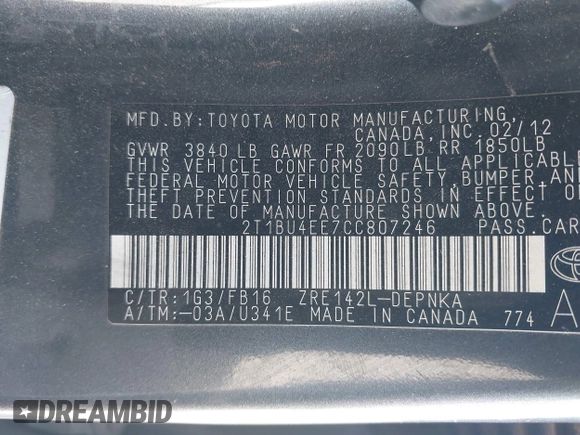 MFD. BY: TOYOTA MOTOR MANUFACTURING,
CANADA, INC. 02/12
GVWR 3840 LB GAWR FR 2090LB RR 1850LB
THIS VEHICLE CONFORMS TO ALL APPLICABLE
FEDERAL MOTOR VEHICLE SAFETY, BUMPER, AN
THEFT PREVENTION STANDARDS IN EFFECT O
THE DATE OF MANUFACTURE SHOWN ABOVE.
2T1BU4EE7CC807246 PASS.CAR
C/TR: 1G3/FB16 ZRE142L-DEPNKA
A/TM: -03A/U341E MADE IN CANADA 774 A
DREAMBID